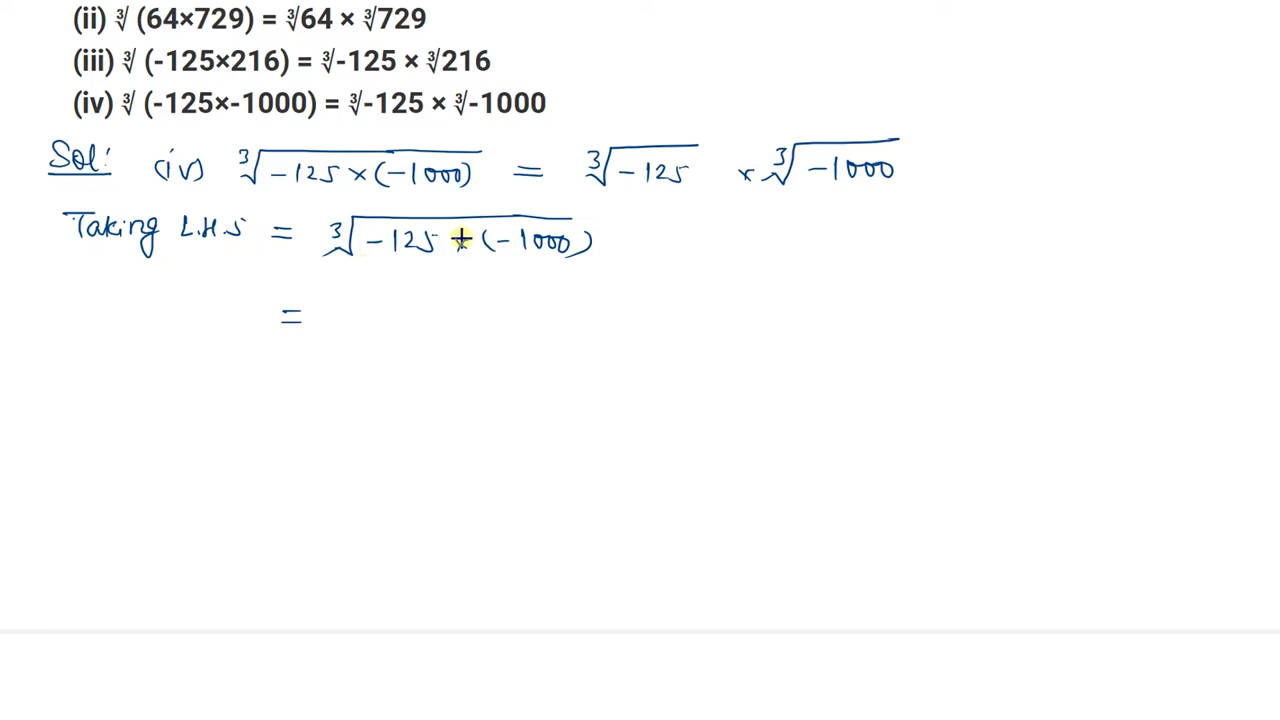 (ii) ∛ (64×729) = ∛64 × ∛729
(iii) ∛ (-125×216) = ∛-125 × ∛216
(iv) ∛ (-125×-1000) = ∛-125 × ∛-1000
Sol: (iv) ∛-125×(-1000) = ∛-125 × ∛-1000
Taking L.H.S = ∛-125×(-1000)
=